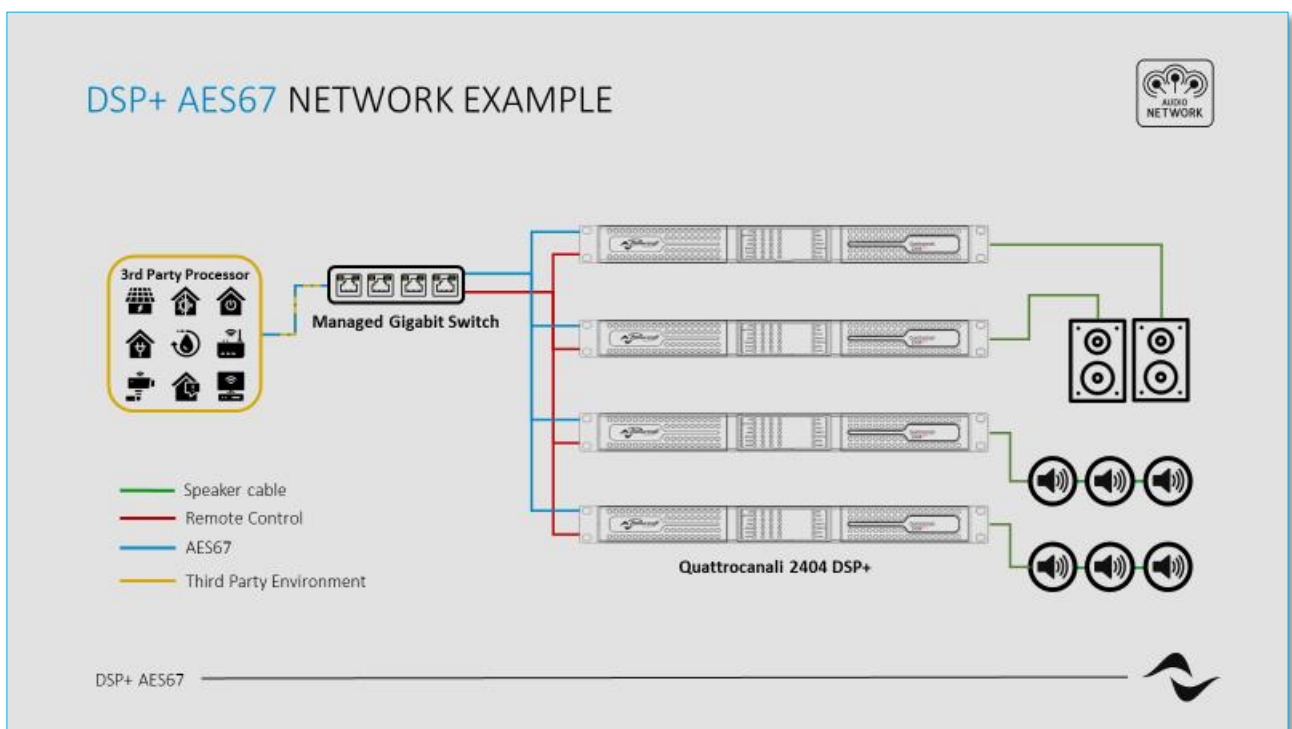 DSP+ AES67 NETWORK EXAMPLE
AUDIO
NETWORK
3rd Party Processor
Managed Gigabit Switch
Speaker cable
Remote Control
AES67
Third Party Environment
Quattrocanali 2404 DSP+
DSP+ AES67